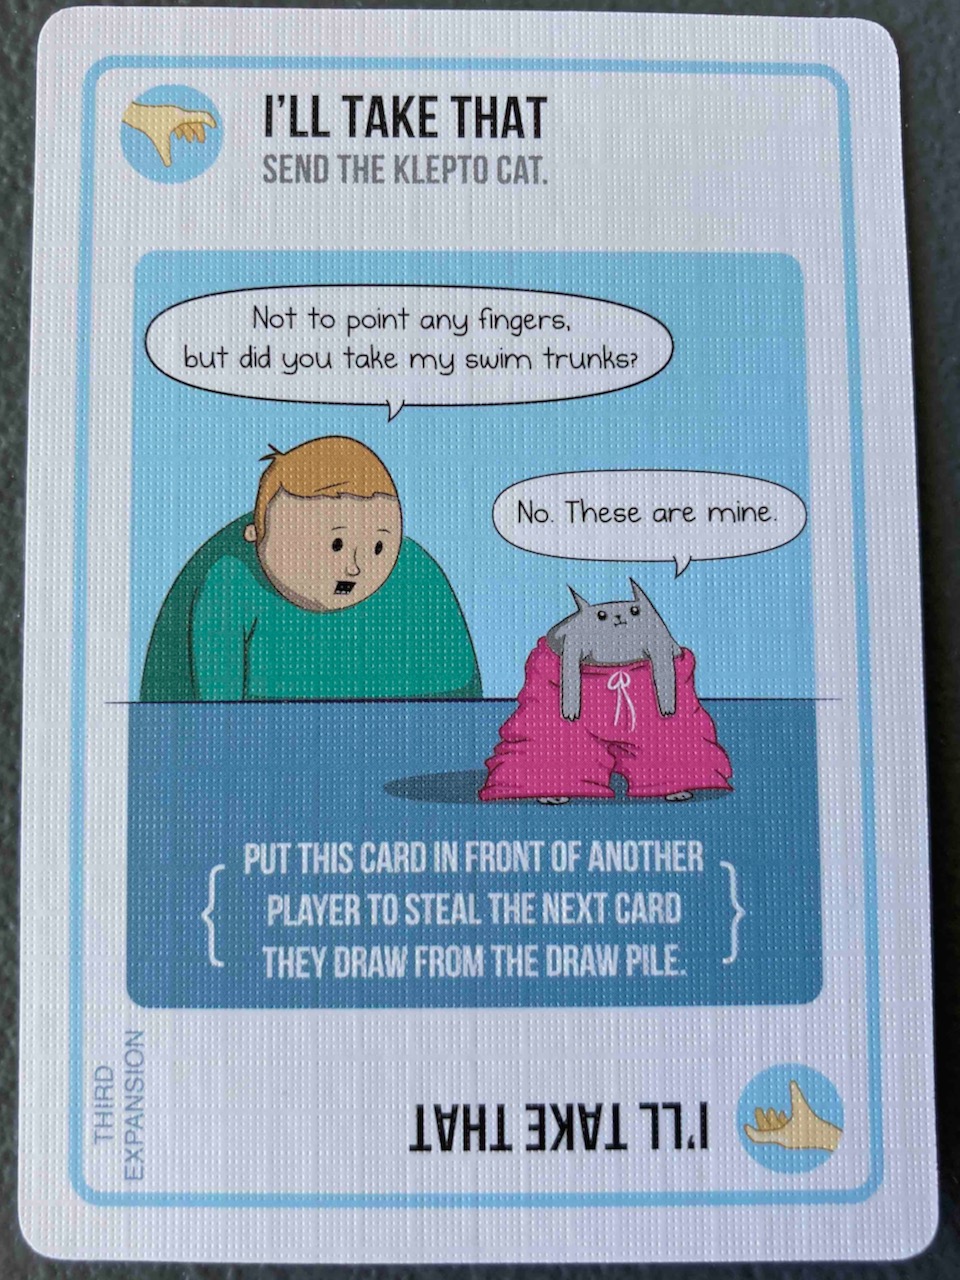 I'LL TAKE THAT
SEND THE KLEPTO CAT.
Not to point any fingers,
but did you take my swim trunks?
No. These are mine.
PUT THIS CARD IN FRONT OF ANOTHER
PLAYER TO STEAL THE NEXT CARD
THEY DRAW FROM THE DRAW PILE.
THIRD
EXPANSION
I'LL TAKE THAT